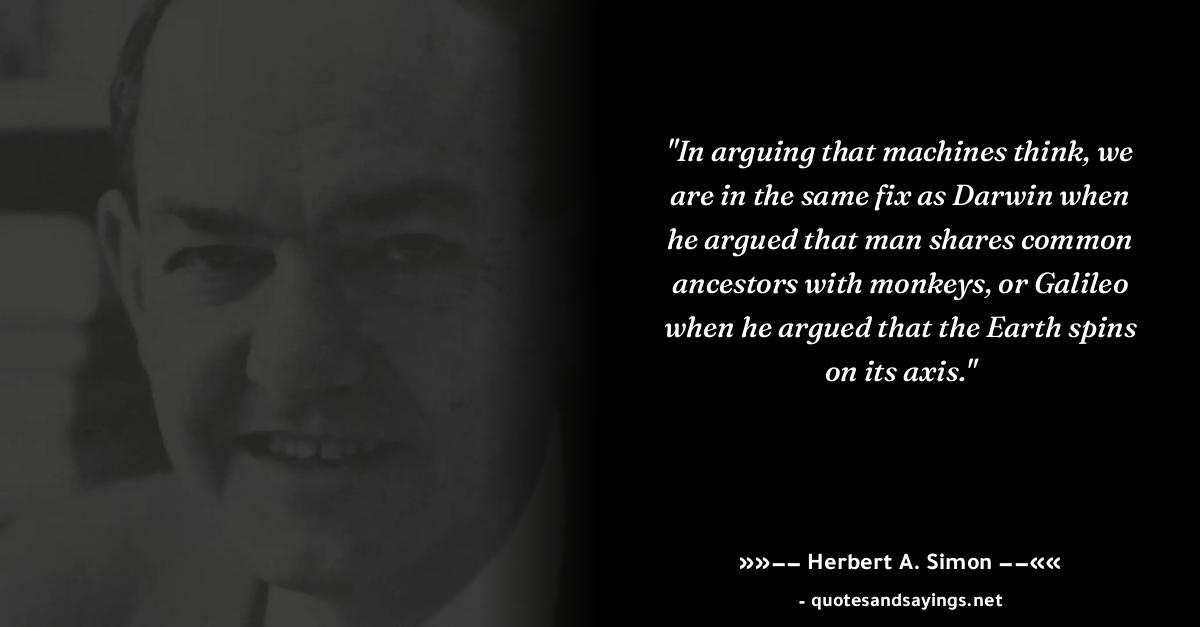 "In arguing that machines think, we
are in the same fix as Darwin when
he argued that man shares common
ancestors with monkeys, or Galileo
when he argued that the Earth spins
on its axis."
»»−− Herbert A. Simon −−««
- quotesandsayings.net